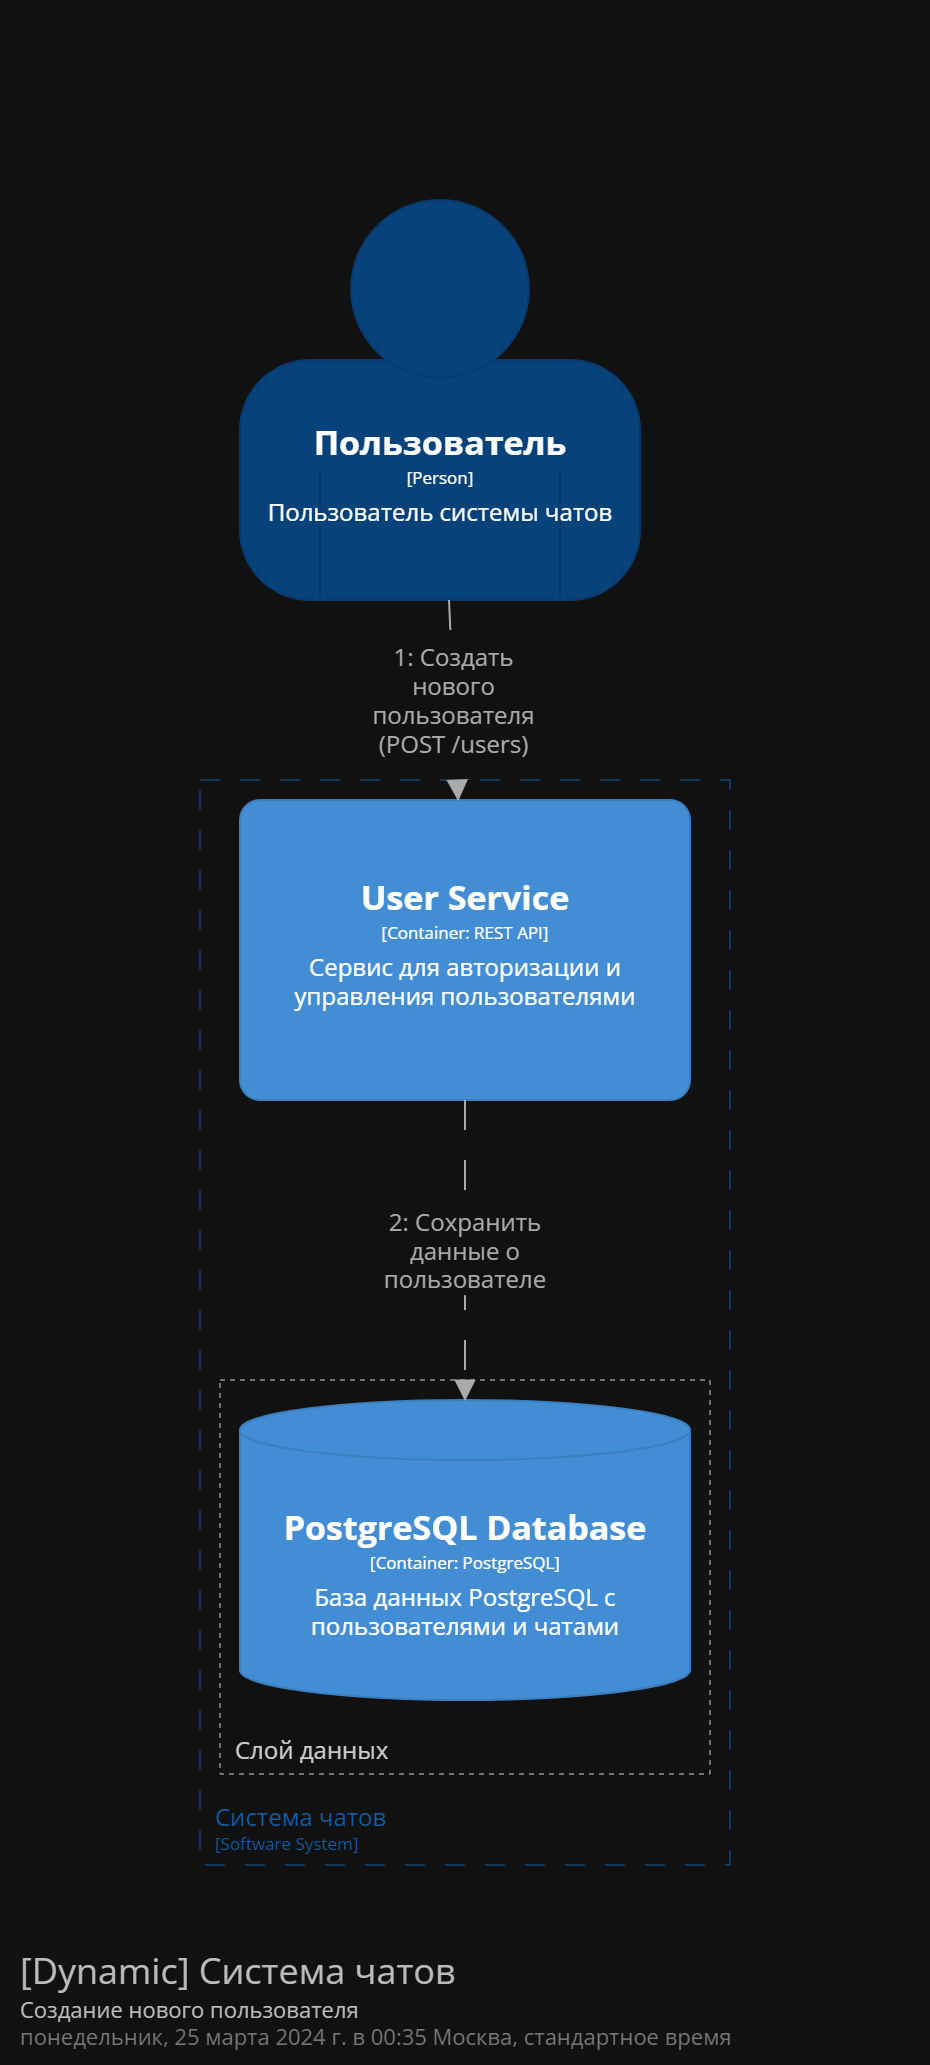 Пользователь
[Person]
Пользователь системы чатов
1: Создать
нового
пользователя
(POST /users)
User Service
[Container: REST API]
Сервис для авторизации и
управления пользователями
2: Сохранить
данные о
пользователе
PostgreSQL Database
[Container: PostgreSQL]
База данных PostgreSQL с
пользователями и чатами
Слой данных
Система чатов
[Software System]
[Dynamic] Система чатов
Создание нового пользователя
понедельник, 25 марта 2024 г. в 00:35 Москва, стандартное время